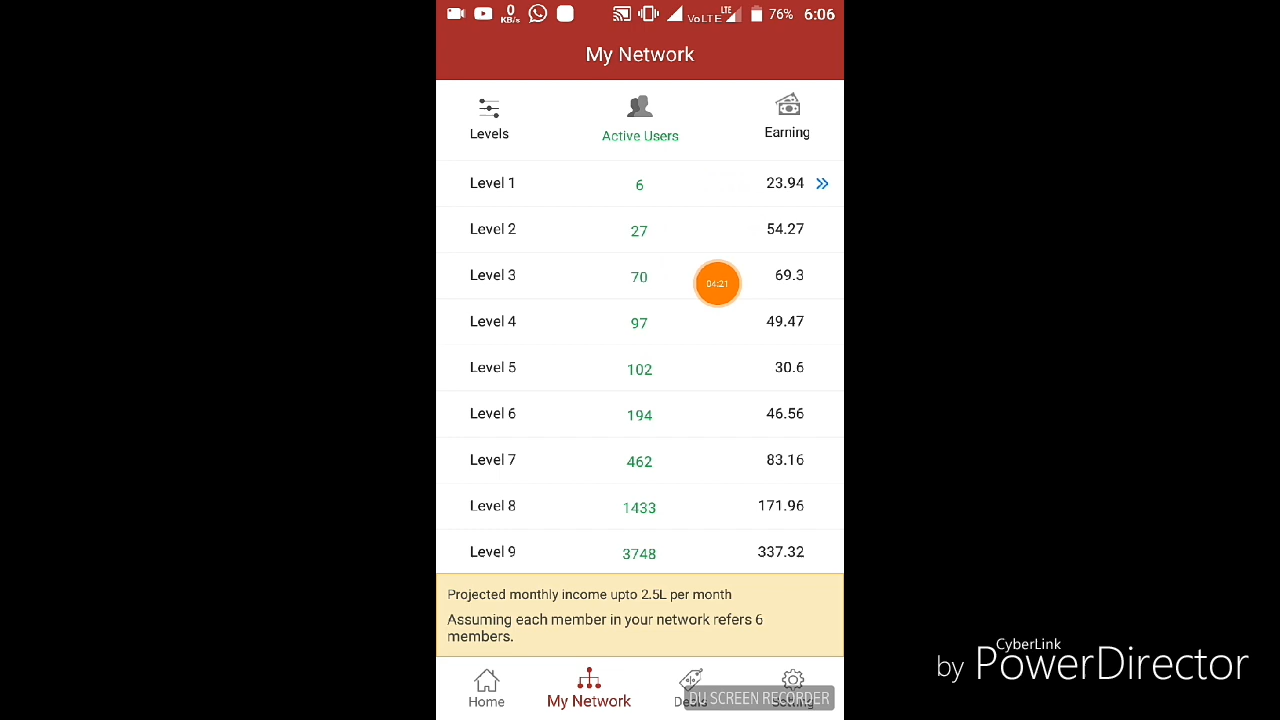 0
KB/s
VoLTE LTE 76% 6:06
My Network
Levels Active Users Earning
Level 1 6 23.94
Level 2 27 54.27
Level 3 70 69.3
04:21
Level 4 97 49.47
Level 5 102 30.6
Level 6 194 46.56
Level 7 462 83.16
Level 8 1433 171.96
Level 9 3748 337.32
Projected monthly income upto 2.5L per month
Assuming each member in your network refers 6
members.
Home My Network
DU SCREEN RECORDER
CyberLink
by PowerDirector